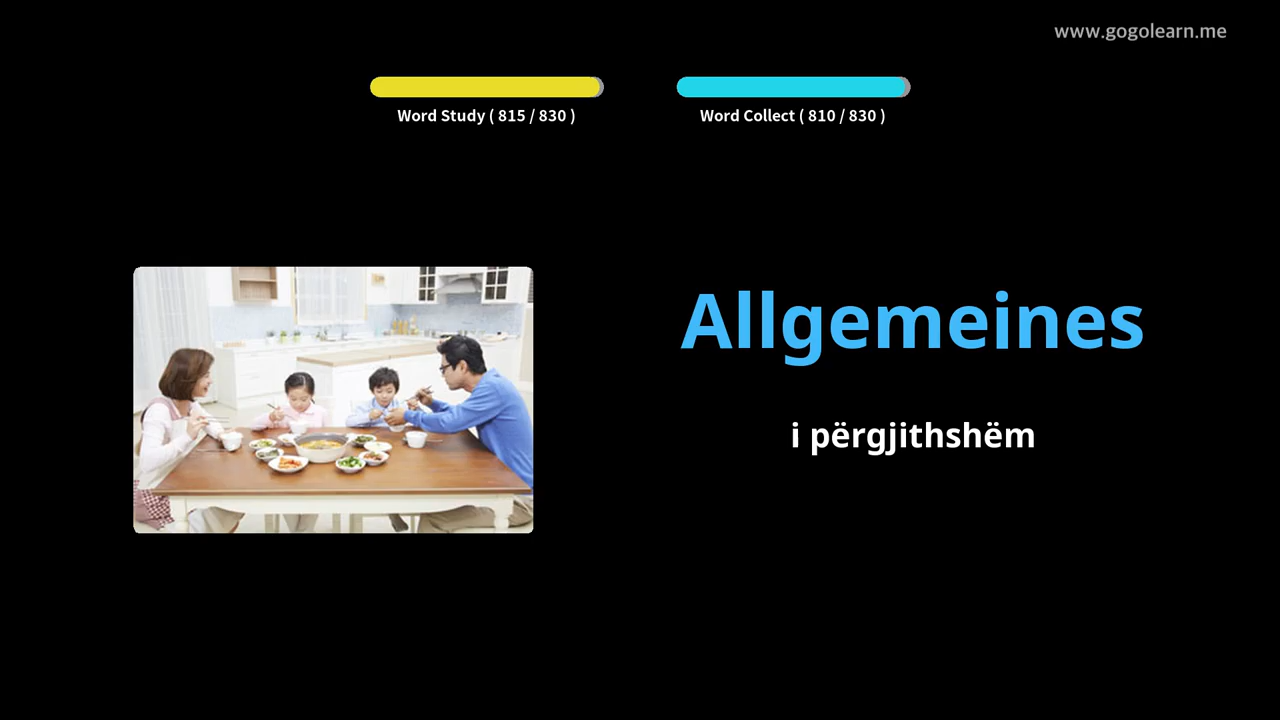 www.gogolearn.me
Word Study ( 815 / 830 )
Word Collect ( 810 / 830 )
Allgemeines
i përgjithshëm